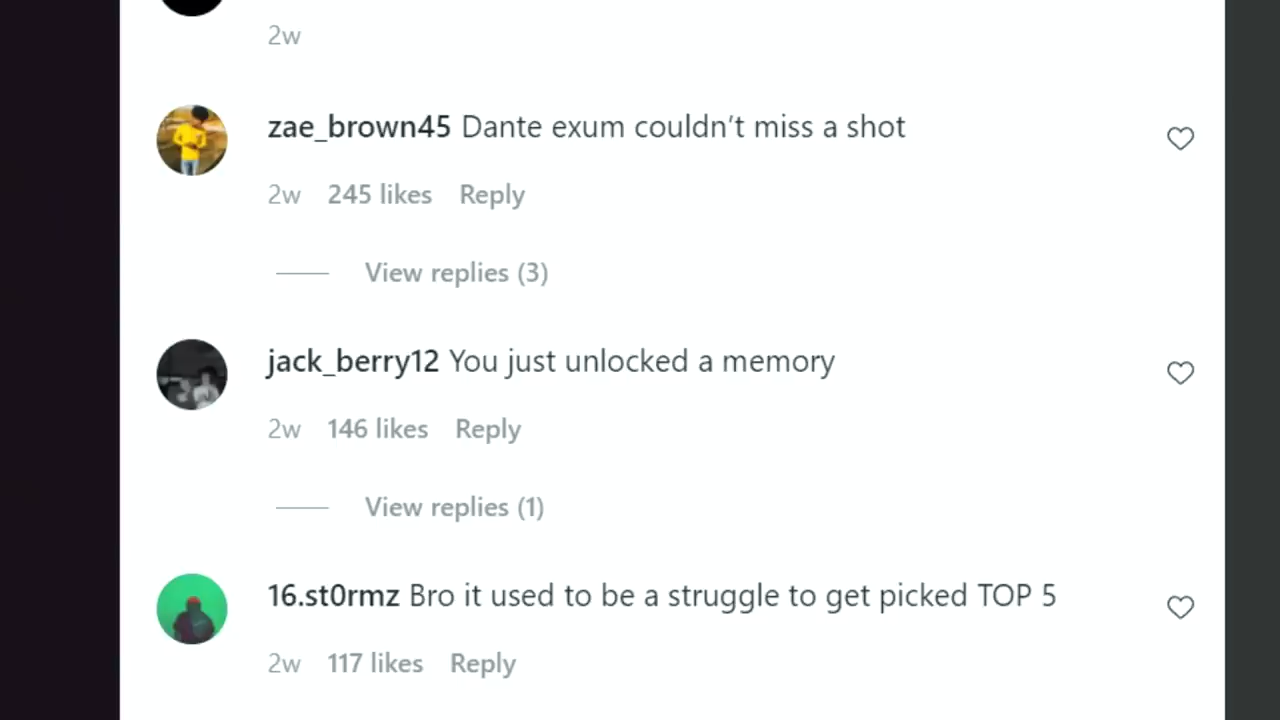 2w
zae_brown45 Dante exum couldn’t miss a shot
2w 245 likes Reply
View replies (3)
jack_berry12 You just unlocked a memory
2w 146 likes Reply
View replies (1)
16.st0rmz Bro it used to be a struggle to get picked TOP 5
2w 117 likes Reply